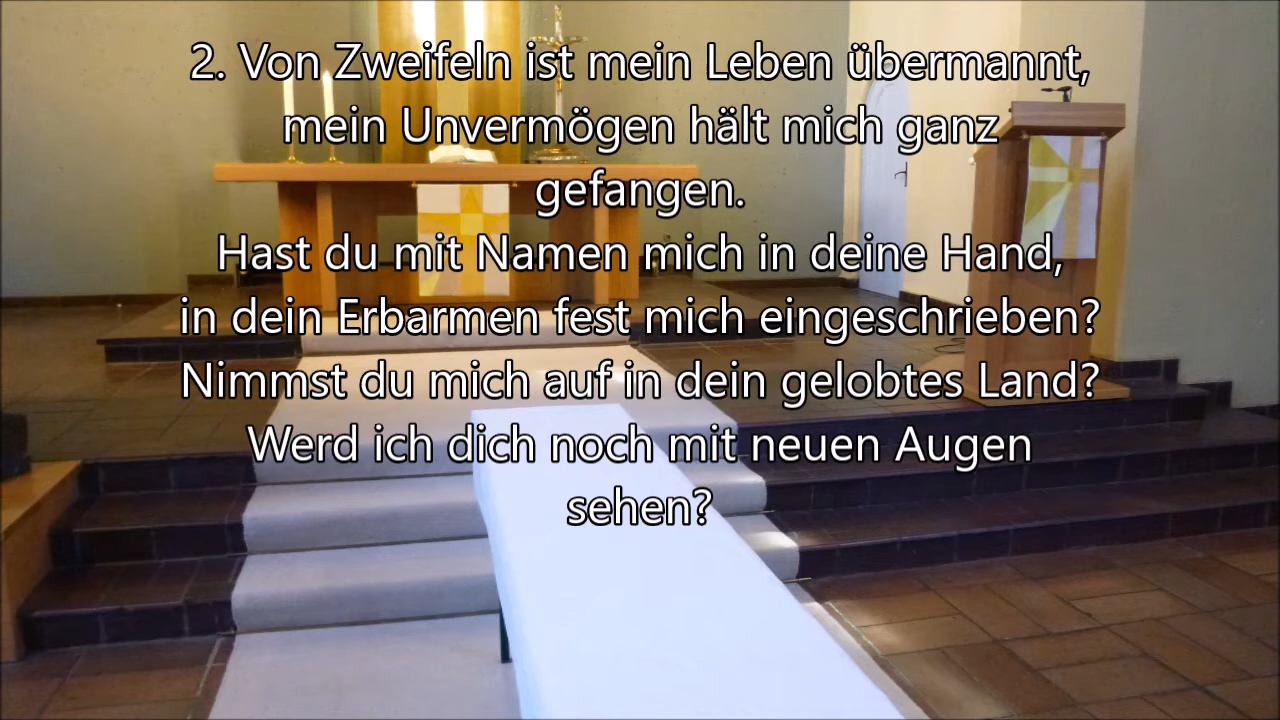 2. Von Zweifeln ist mein Leben übermannt,
mein Unvermögen hält mich ganz
gefangen.
Hast du mit Namen mich in deine Hand,
in dein Erbarmen fest mich eingeschrieben?
Nimmst du mich auf in dein gelobtes Land?
Werd ich dich noch mit neuen Augen
sehen?